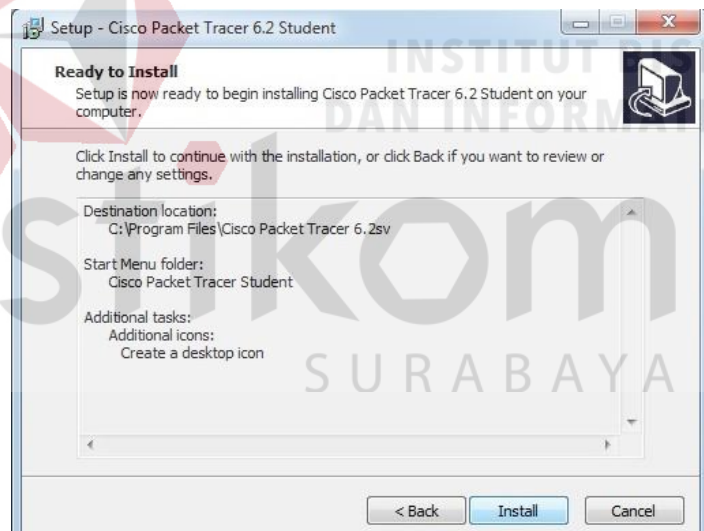 Setup - Cisco Packet Tracer 6.2 Student
INSTITUT BIS
Ready to Install
Setup is now ready to begin installing Cisco Packet Tracer 6.2 Student on your
computer.
DAN INFORMATI
Click Install to continue with the installation, or click Back if you want to review or
change any settings.
Destination location:
C:\Program Files\Cisco Packet Tracer 6.2sv
Start Menu folder:
Cisco Packet Tracer Student
Additional tasks:
Additional icons:
Create a desktop icon
stikom
SURABAYA
< Back
Install
Cancel